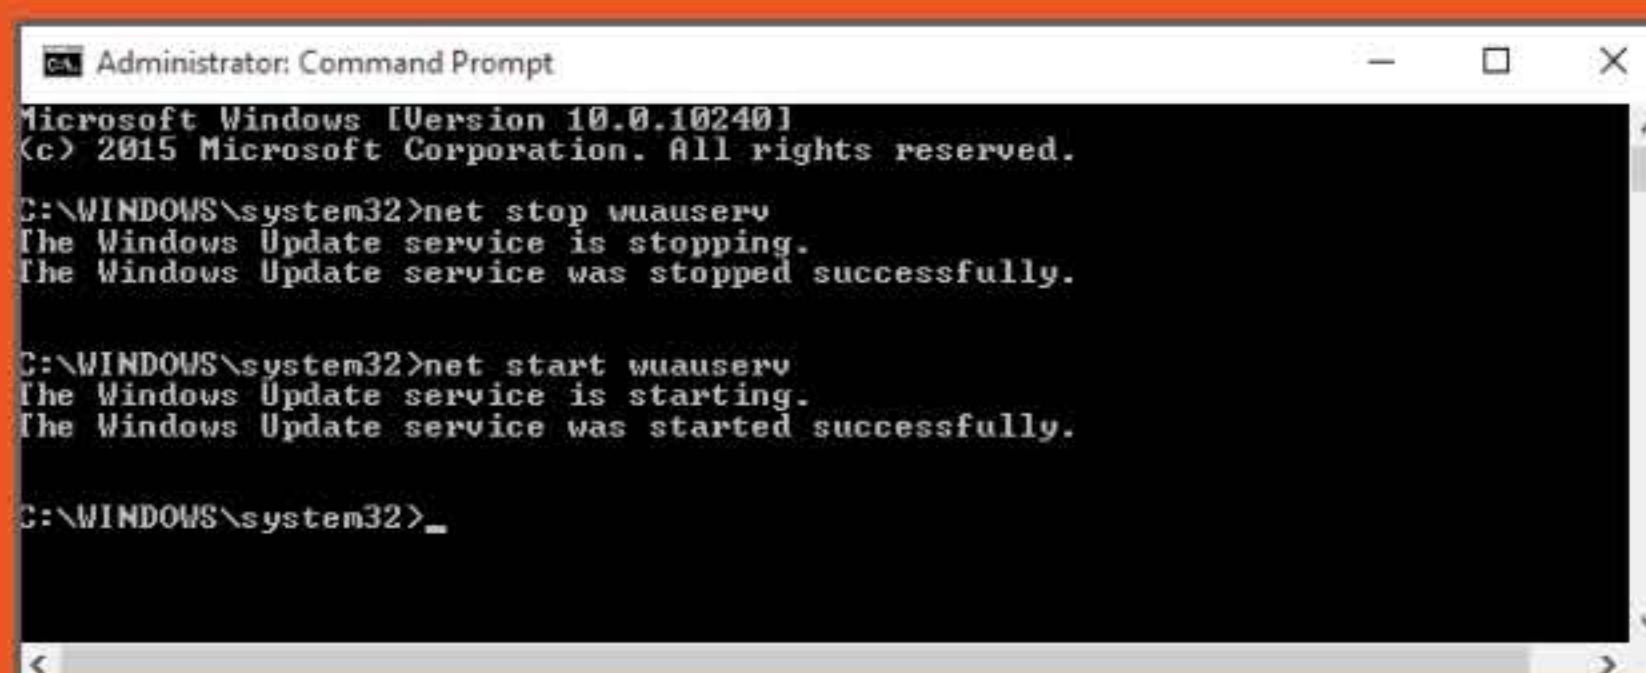 Administrator: Command Prompt
Microsoft Windows [Version 10.0.10240]
(c) 2015 Microsoft Corporation. All rights reserved.
C:\WINDOWS\system32>net stop wuauserv
The Windows Update service is stopping.
The Windows Update service was stopped successfully.
C:\WINDOWS\system32>net start wuauserv
The Windows Update service is starting.
The Windows Update service was started successfully.
C:\WINDOWS\system32>_